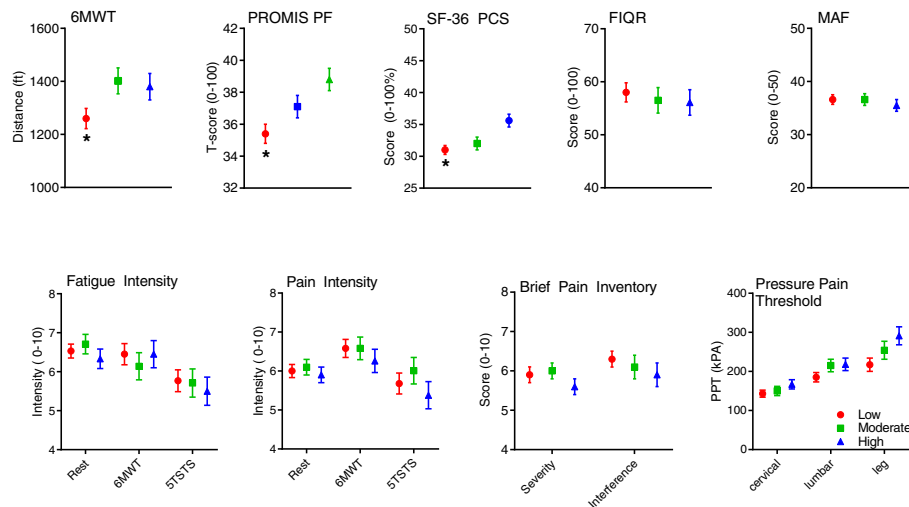 6MWT
Distance (ft)
1600
1400
1200
1000
*
PROMIS PF
T-score (0-100)
42
40
38
36
34
32
*
SF-36 PCS
Score (0-100%)
50
45
40
35
30
25
*
FIQR
Score (0-100)
70
60
50
40
MAF
Score (0-50)
50
40
30
20
Fatigue Intensity
Intensity ( 0-10)
8
7
6
5
4
Rest
6MWT
5TSTS
Pain Intensity
Intensity ( 0-10)
8
7
6
5
4
Rest
6MWT
5TSTS
Brief Pain Inventory
Score (0-10)
8
7
6
5
4
Severity
Interference
Pressure Pain
Threshold
PPT (kPA)
400
300
200
100
0
cervical
lumbar
leg
Low
Moderate
High